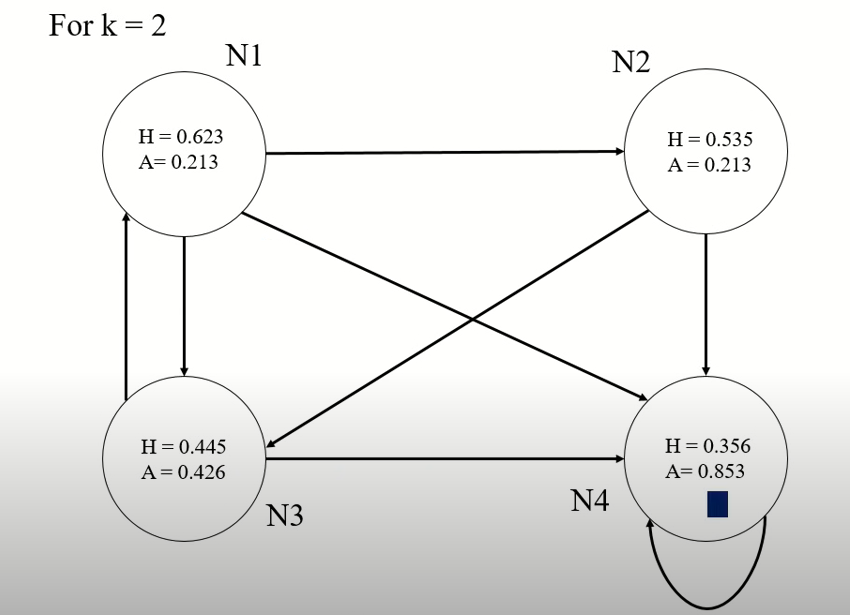 For k = 2
N1
N2
H = 0.623
A= 0.213
H = 0.535
A = 0.213
H = 0.445
A = 0.426
N3
H = 0.356
A= 0.853
N4